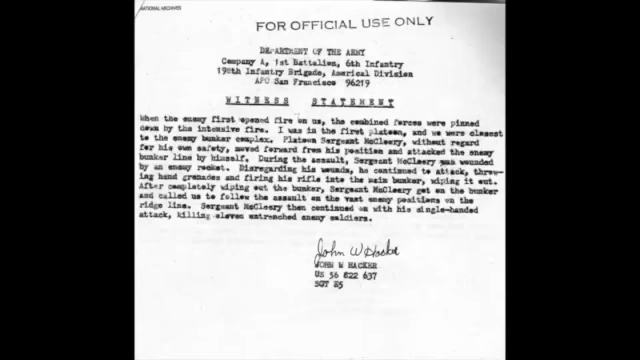 NATIONAL ARCHIVES
FOR OFFICIAL USE ONLY
DEPARTMENT OF THE ARMY
Company A, 1st Battalion, 6th Infantry
198th Infantry Brigade, Americal Division
APO San Francisco 96219
WITNESS STATEMENT
When the enemy first opened fire on us, the combined forces were pinned
down by the intensive fire. I was in the first platoon, and we were closest
to the enemy bunker complex. Platoon Sergeant McCleery, without regard
for his own safety, moved forward from his position and attacked the enemy
bunker line by himself. During the assault, Sergeant McCleery was wounded
by an enemy rocket. Disregarding his wounds, he continued to attack, throw-
ing hand grenades and firing his rifle into the main bunker, wiping it out.
After completely wiping out the bunker, Sergeant McCleery got on the bunker
and called us to follow the assault on the vast enemy positions on the
ridge line. Sergeant McCleery then continued on with his single-handed
attack, killing eleven entrenched enemy soldiers.
John W Hacker
JOHN W HACKER
US 56 822 637
SGT E5